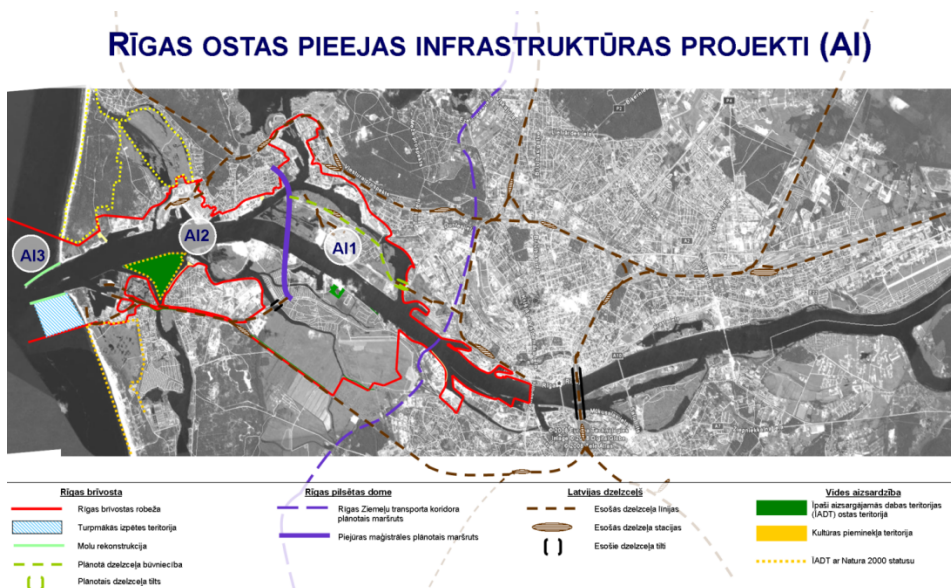 RĪGAS OSTAS PIEEJAS INFRASTRUKTŪRAS PROJEKTI (AI)
AI3
AI2
AI1
Rīgas brīvosta
Rīgas brīvostas robeža
Turpmākās izpētes teritorija
Molu rekonstrukcija
Plānotā dzelzceļa būvniecība
Plānotais dzelzceļa tilts
Rīgas pilsētas dome
Rīgas Ziemeļu transporta koridora
plānotais maršruts
Piejūras maģistrāles plānotais maršruts
Latvijas dzelzceļš
Esošās dzelzceļa līnijas
Esošās dzelzceļa stacijas
Esošie dzelzceļa tilti
Vides aizsardzība
Īpaši aizsargājamās dabas teritorijas
(ĪADT) ostas teritorijā
Kultūras pieminekļa teritorija
ĪADT ar Natura 2000 statusu